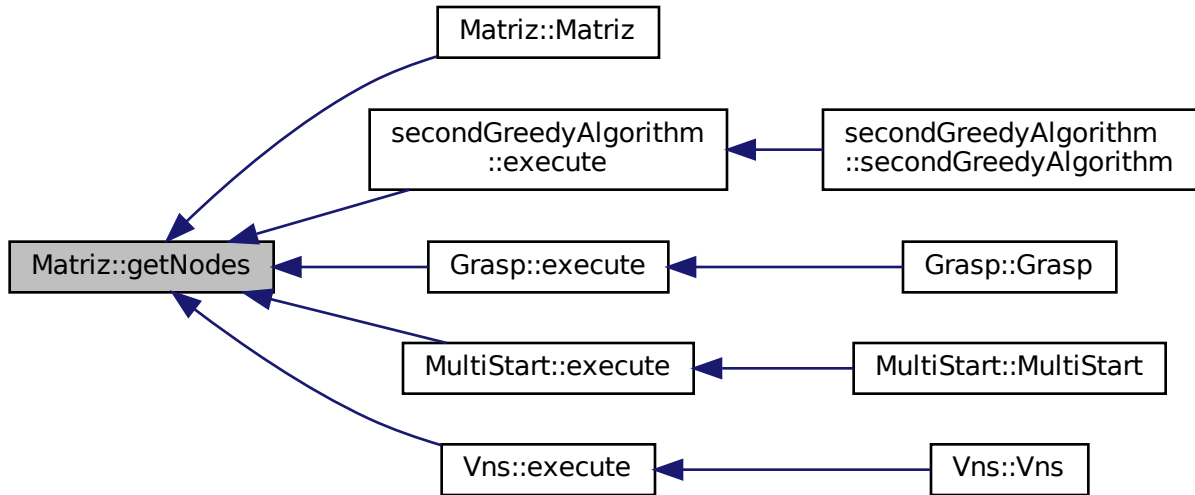 Matriz::Matriz
secondGreedyAlgorithm
::execute
secondGreedyAlgorithm
::secondGreedyAlgorithm
Matriz::getNodes
Grasp::execute
Grasp::Grasp
MultiStart::execute
MultiStart::MultiStart
Vns::execute
Vns::Vns